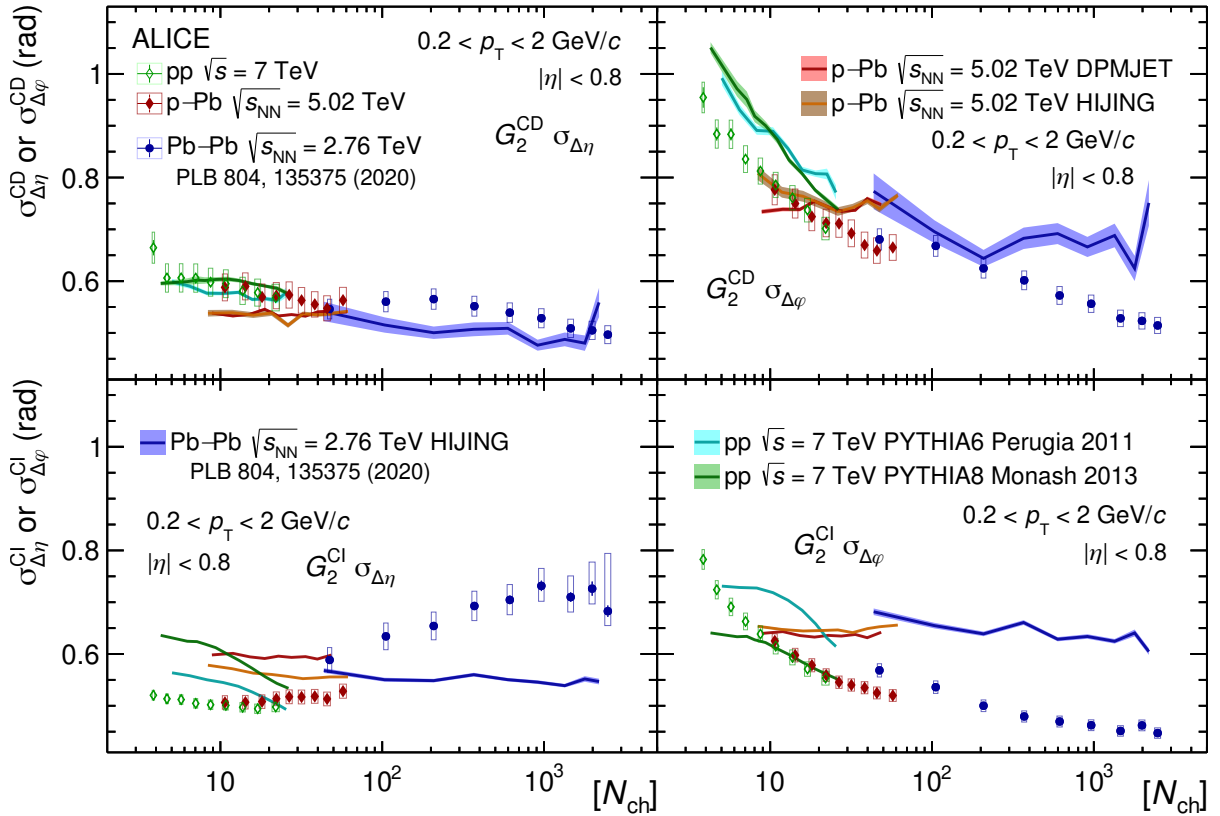 σ_Δη^CD or σ_Δφ^CD (rad)
1
0.8
0.6
ALICE
pp √s = 7 TeV
p−Pb √s_NN = 5.02 TeV
Pb−Pb √s_NN = 2.76 TeV
PLB 804, 135375 (2020)
0.2 < p_T < 2 GeV/c
|η| < 0.8
G_2^CD σ_Δη
p−Pb √s_NN = 5.02 TeV DPMJET
p−Pb √s_NN = 5.02 TeV HIJING
0.2 < p_T < 2 GeV/c
|η| < 0.8
G_2^CD σ_Δφ
σ_Δη^CI or σ_Δφ^CI (rad)
1
0.8
0.6
Pb−Pb √s_NN = 2.76 TeV HIJING
PLB 804, 135375 (2020)
0.2 < p_T < 2 GeV/c
|η| < 0.8
G_2^CI σ_Δη
pp √s = 7 TeV PYTHIA6 Perugia 2011
pp √s = 7 TeV PYTHIA8 Monash 2013
0.2 < p_T < 2 GeV/c
|η| < 0.8
G_2^CI σ_Δφ
10 10^2 10^3 [N_ch]
10 10^2 10^3 [N_ch]